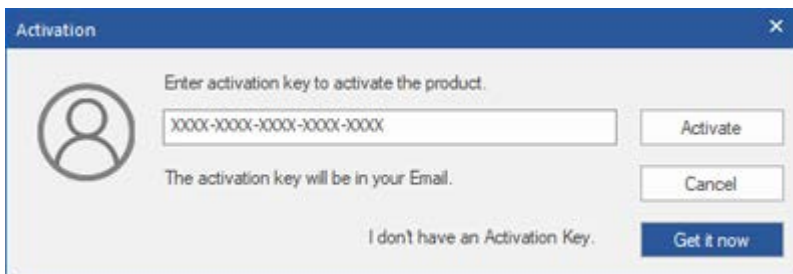 Activation
Enter activation key to activate the product.
XXXX-XXXX-XXXX-XXXX-XXXX
Activate
The activation key will be in your Email.
Cancel
I don't have an Activation Key.
Get it now